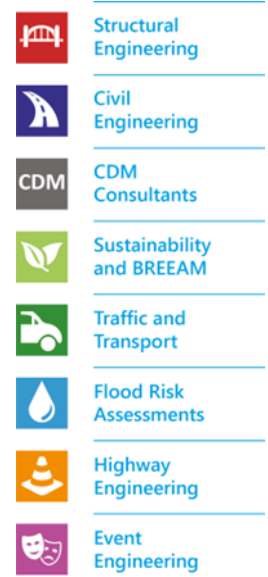 Structural
Engineering
Civil
Engineering
CDM
CDM
Consultants
Sustainability
and BREEAM
Traffic and
Transport
Flood Risk
Assessments
Highway
Engineering
Event
Engineering